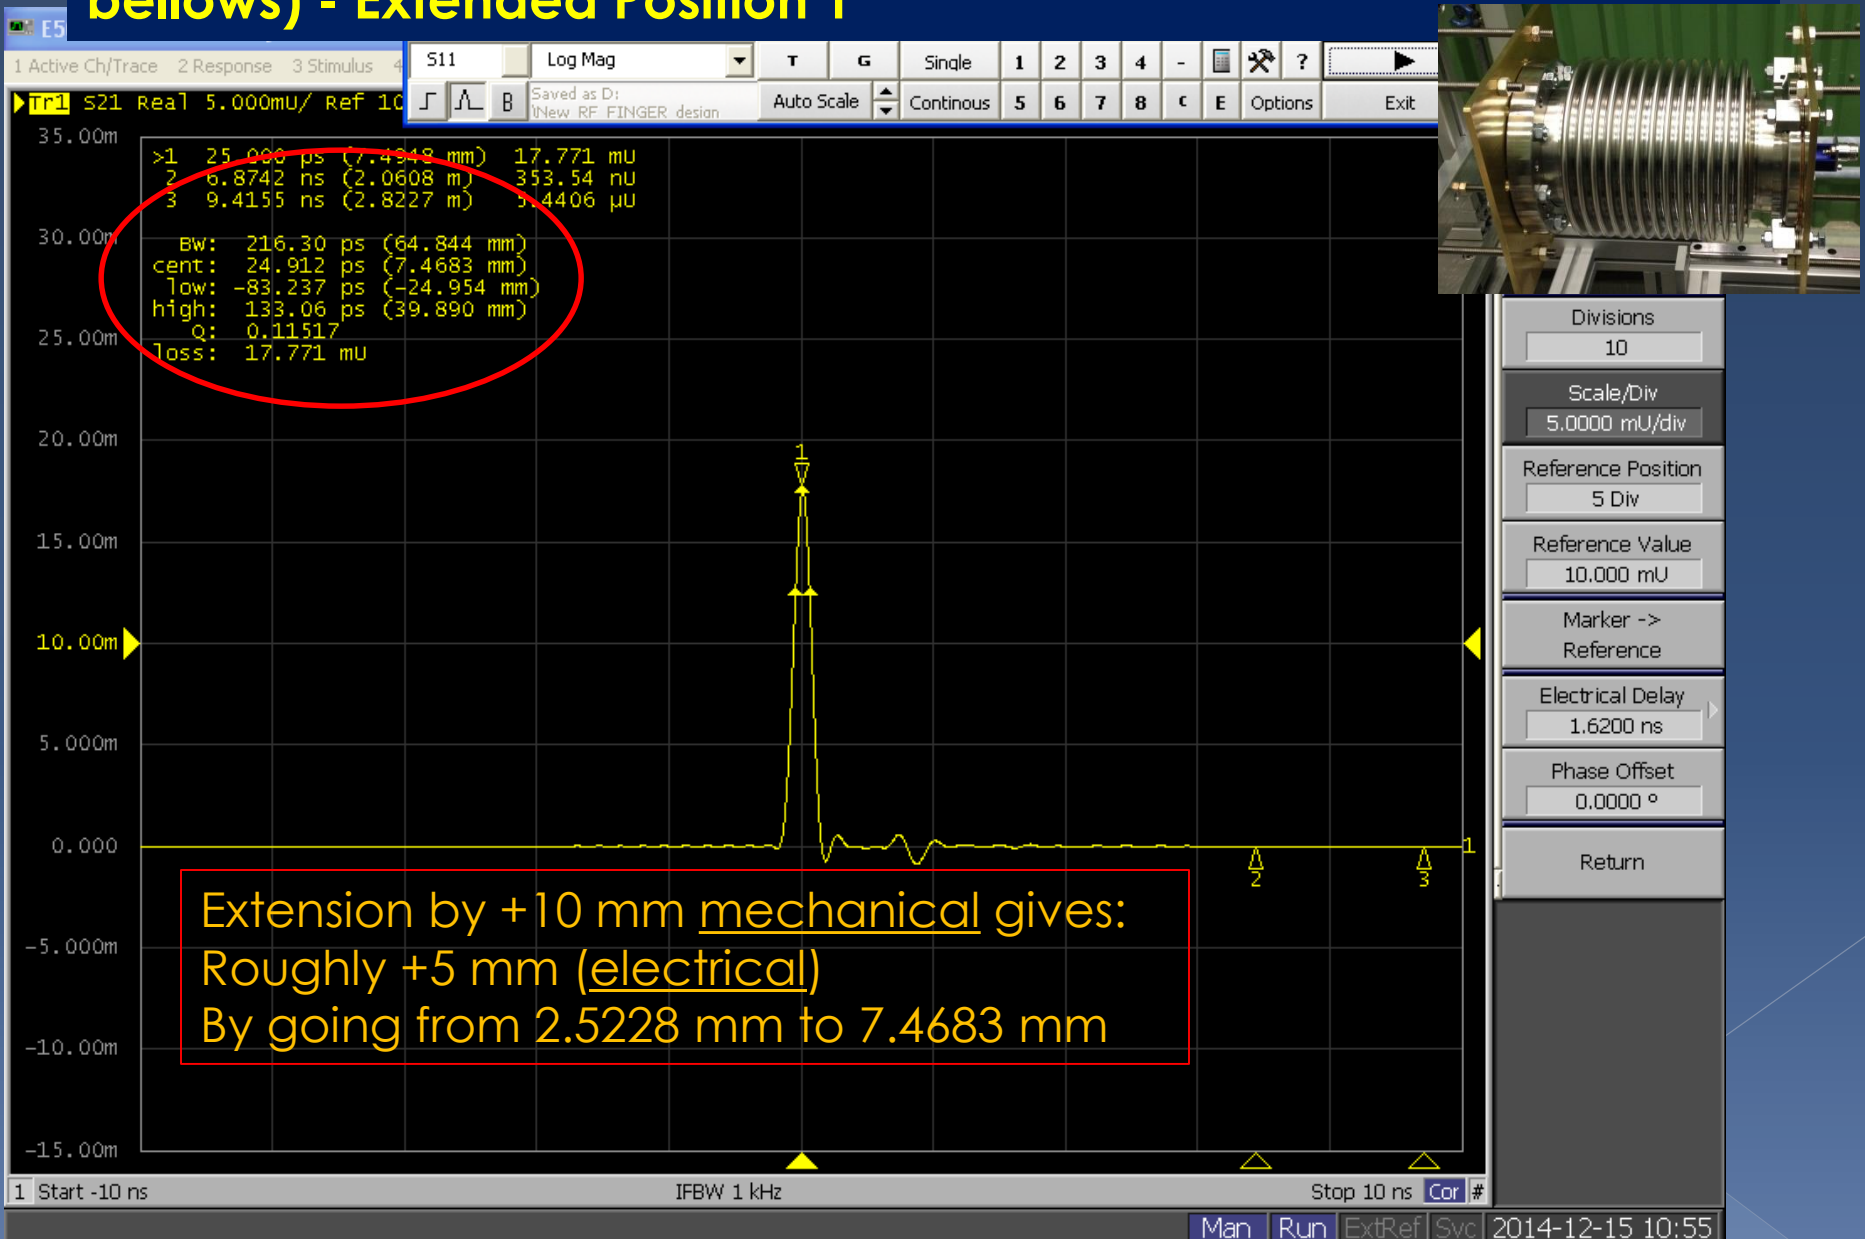 bellows) - Extended Position 1
E5
1 Active Ch/Trace 2 Response 3 Stimulus 4
S11 Log Mag T G Single 1 2 3 4 - ?
B Saved as D: Auto Scale Continous 5 6 7 8 C E Options Exit
\New RF FINGER design
Tr1 S21 Real 5.000mU/ Ref 10
35.00m
>1 25.000 ps (7.4948 mm) 17.771 mU
2 6.8742 ns (2.0608 m) 353.54 nU
3 9.4155 ns (2.8227 m) 5.4406 µU
30.00m
BW: 216.30 ps (64.844 mm)
cent: 24.912 ps (7.4683 mm)
low: -83.237 ps (-24.954 mm)
high: 133.06 ps (39.890 mm)
Q: 0.11517
25.00m
loss: 17.771 mU
20.00m
1
15.00m
10.00m
5.000m
0.000
1
2
3
-5.000m
-10.00m
-15.00m
Extension by +10 mm mechanical gives:
Roughly +5 mm (electrical)
By going from 2.5228 mm to 7.4683 mm
Divisions
10
Scale/Div
5.0000 mU/div
Reference Position
5 Div
Reference Value
10.000 mU
Marker ->
Reference
Electrical Delay
1.6200 ns
Phase Offset
0.0000 °
Return
1 Start -10 ns IFBW 1 kHz Stop 10 ns Cor #
Man Run ExtRef Svc 2014-12-15 10:55